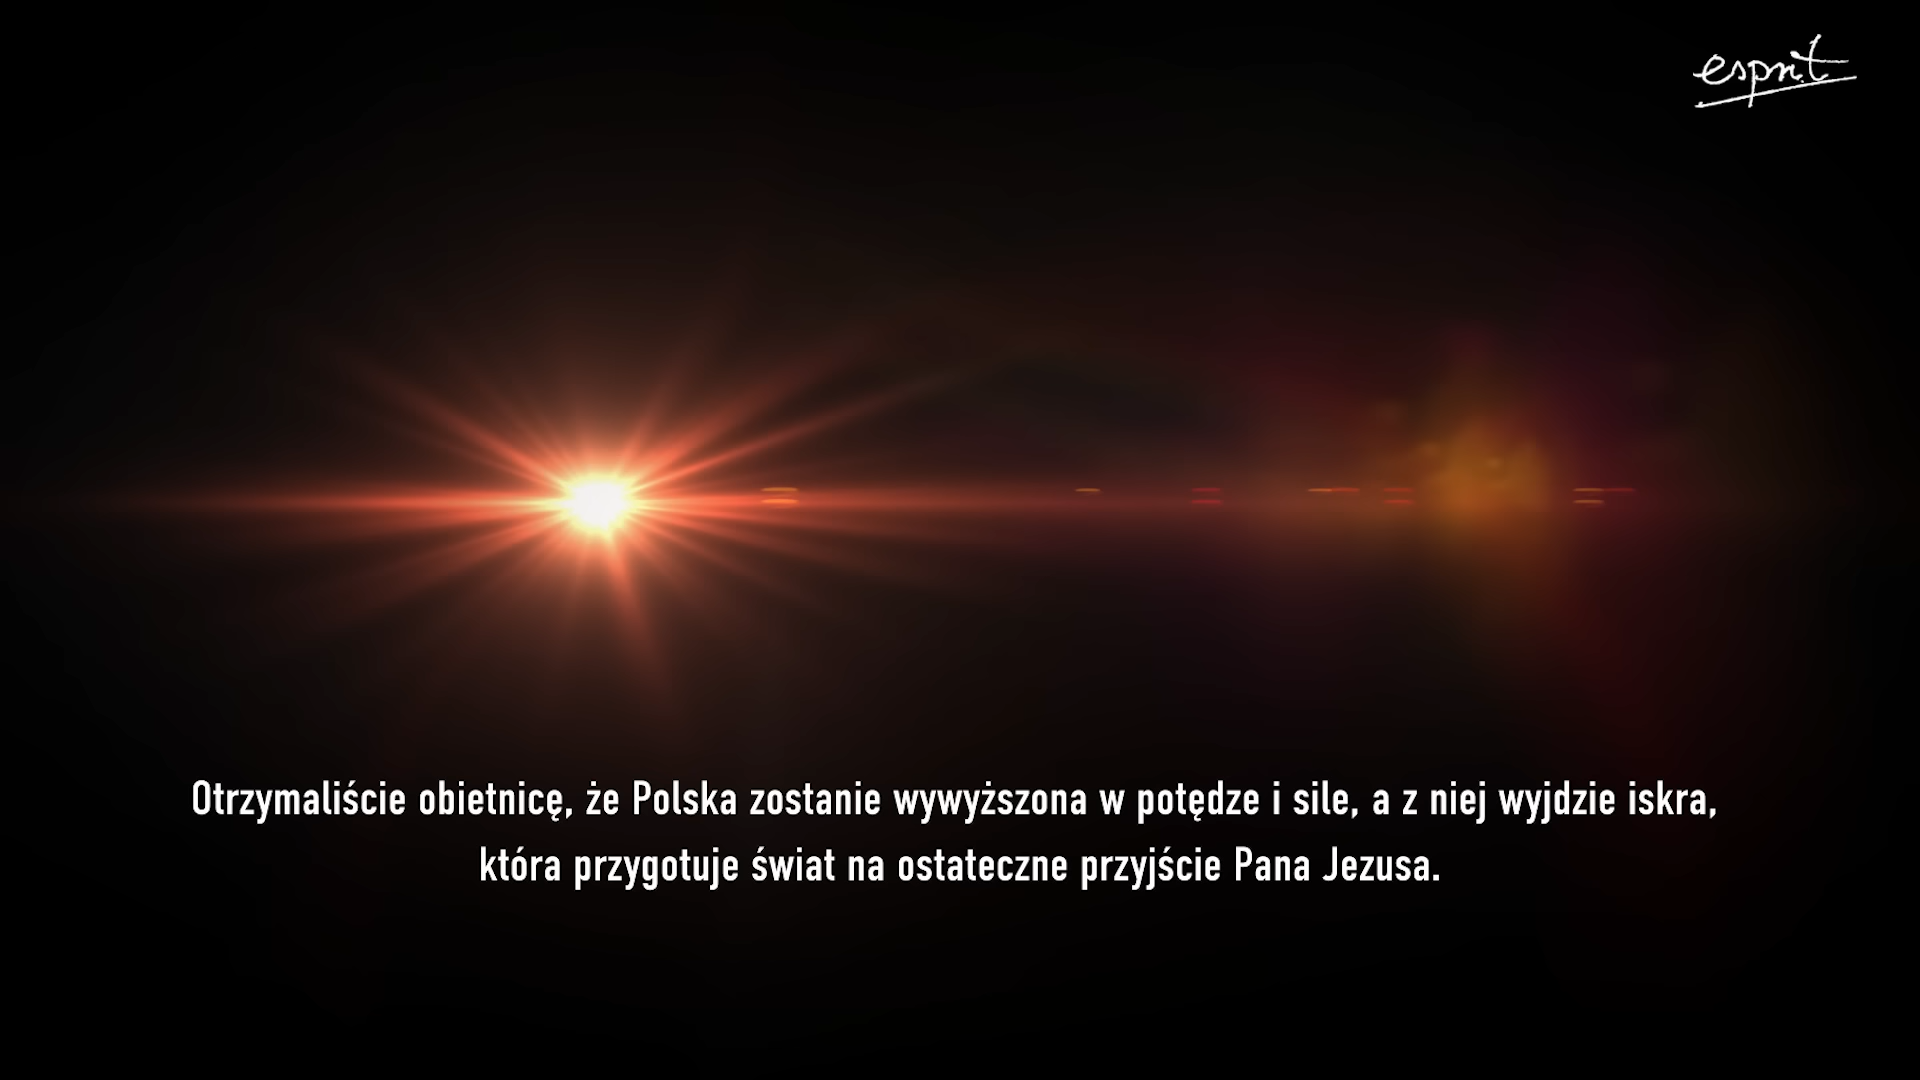 esprit
Otrzymaliście obietnicę, że Polska zostanie wywyższona w potędze i sile, a z niej wyjdzie iskra,
która przygotuje świat na ostateczne przyjście Pana Jezusa.